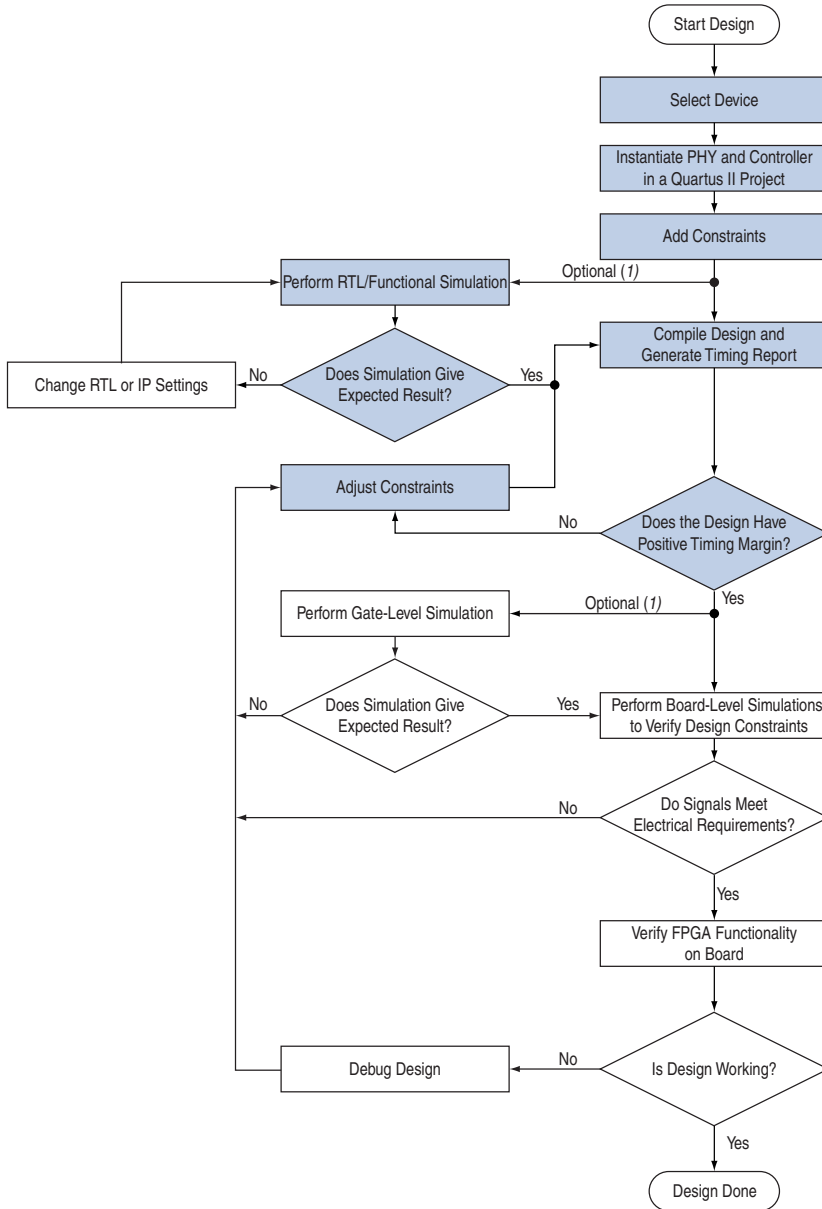 Start Design
Select Device
Instantiate PHY and Controller
in a Quartus II Project
Add Constraints
Optional (1)
Perform RTL/Functional Simulation
Compile Design and
Generate Timing Report
Change RTL or IP Settings
No
Does Simulation Give
Expected Result?
Yes
Adjust Constraints
No
Does the Design Have
Positive Timing Margin?
Yes
Optional (1)
Perform Gate-Level Simulation
No
Does Simulation Give
Expected Result?
Yes
Perform Board-Level Simulations
to Verify Design Constraints
No
Do Signals Meet
Electrical Requirements?
Yes
Verify FPGA Functionality
on Board
Debug Design
No
Is Design Working?
Yes
Design Done